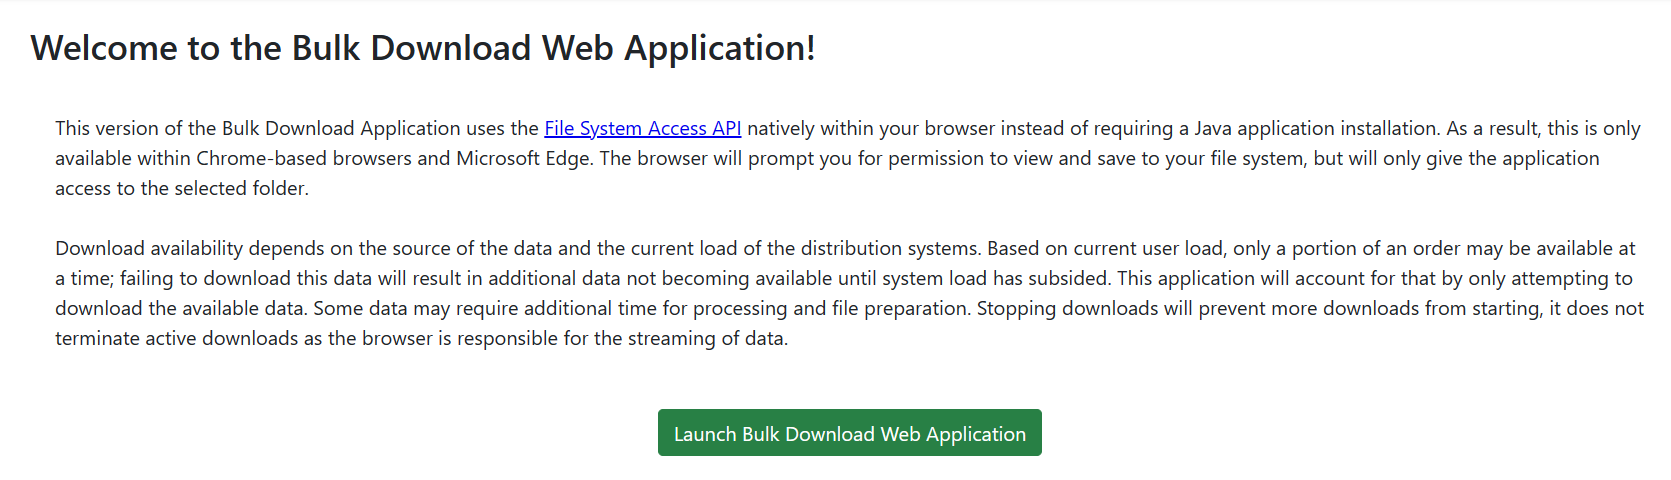 Welcome to the Bulk Download Web Application!
This version of the Bulk Download Application uses the File System Access API natively within your browser instead of requiring a Java application installation. As a result, this is only
available within Chrome-based browsers and Microsoft Edge. The browser will prompt you for permission to view and save to your file system, but will only give the application
access to the selected folder.
Download availability depends on the source of the data and the current load of the distribution systems. Based on current user load, only a portion of an order may be available at
a time; failing to download this data will result in additional data not becoming available until system load has subsided. This application will account for that by only attempting to
download the available data. Some data may require additional time for processing and file preparation. Stopping downloads will prevent more downloads from starting, it does not
terminate active downloads as the browser is responsible for the streaming of data.
Launch Bulk Download Web Application